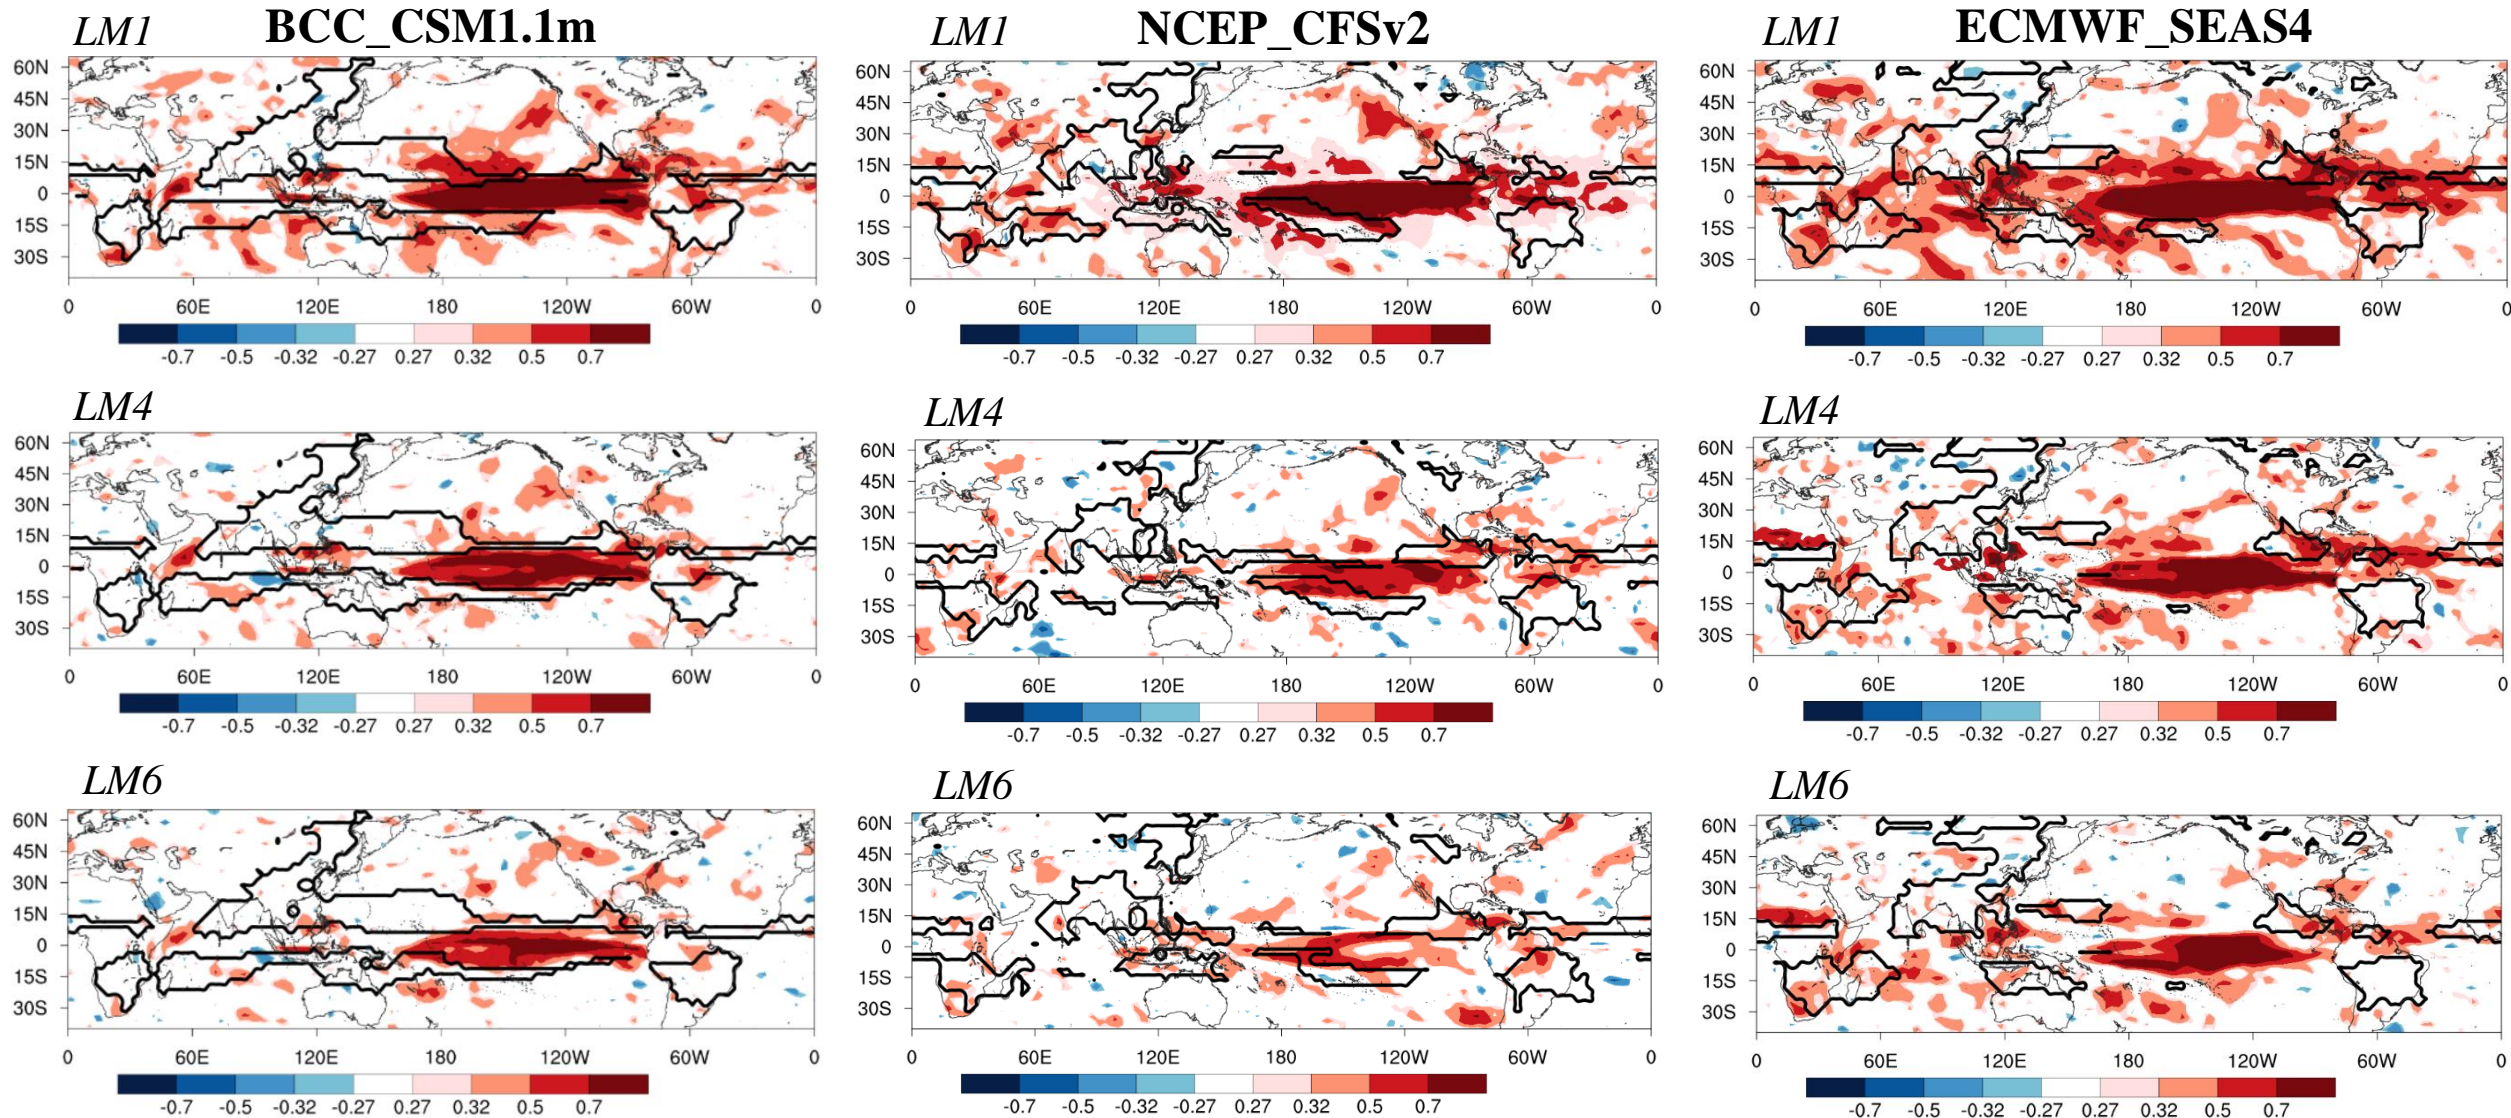 BCC_CSM1.1m NCEP_CFSv2 ECMWF_SEAS4
LM1 LM1 LM1
60N
45N
30N
15N
0
15S
30S
0 60E 120E 180 120W 60W 0
-0.7 -0.5 -0.32 -0.27 0.27 0.32 0.5 0.7
60N
45N
30N
15N
0
15S
30S
0 60E 120E 180 120W 60W 0
-0.7 -0.5 -0.32 -0.27 0.27 0.32 0.5 0.7
60N
45N
30N
15N
0
15S
30S
0 60E 120E 180 120W 60W 0
-0.7 -0.5 -0.32 -0.27 0.27 0.32 0.5 0.7
LM4 LM4 LM4
60N
45N
30N
15N
0
15S
30S
0 60E 120E 180 120W 60W 0
-0.7 -0.5 -0.32 -0.27 0.27 0.32 0.5 0.7
60N
45N
30N
15N
0
15S
30S
0 60E 120E 180 120W 60W 0
-0.7 -0.5 -0.32 -0.27 0.27 0.32 0.5 0.7
60N
45N
30N
15N
0
15S
30S
0 60E 120E 180 120W 60W 0
-0.7 -0.5 -0.32 -0.27 0.27 0.32 0.5 0.7
LM6 LM6 LM6
60N
45N
30N
15N
0
15S
30S
0 60E 120E 180 120W 60W 0
-0.7 -0.5 -0.32 -0.27 0.27 0.32 0.5 0.7
60N
45N
30N
15N
0
15S
30S
0 60E 120E 180 120W 60W 0
-0.7 -0.5 -0.32 -0.27 0.27 0.32 0.5 0.7
60N
45N
30N
15N
0
15S
30S
0 60E 120E 180 120W 60W 0
-0.7 -0.5 -0.32 -0.27 0.27 0.32 0.5 0.7